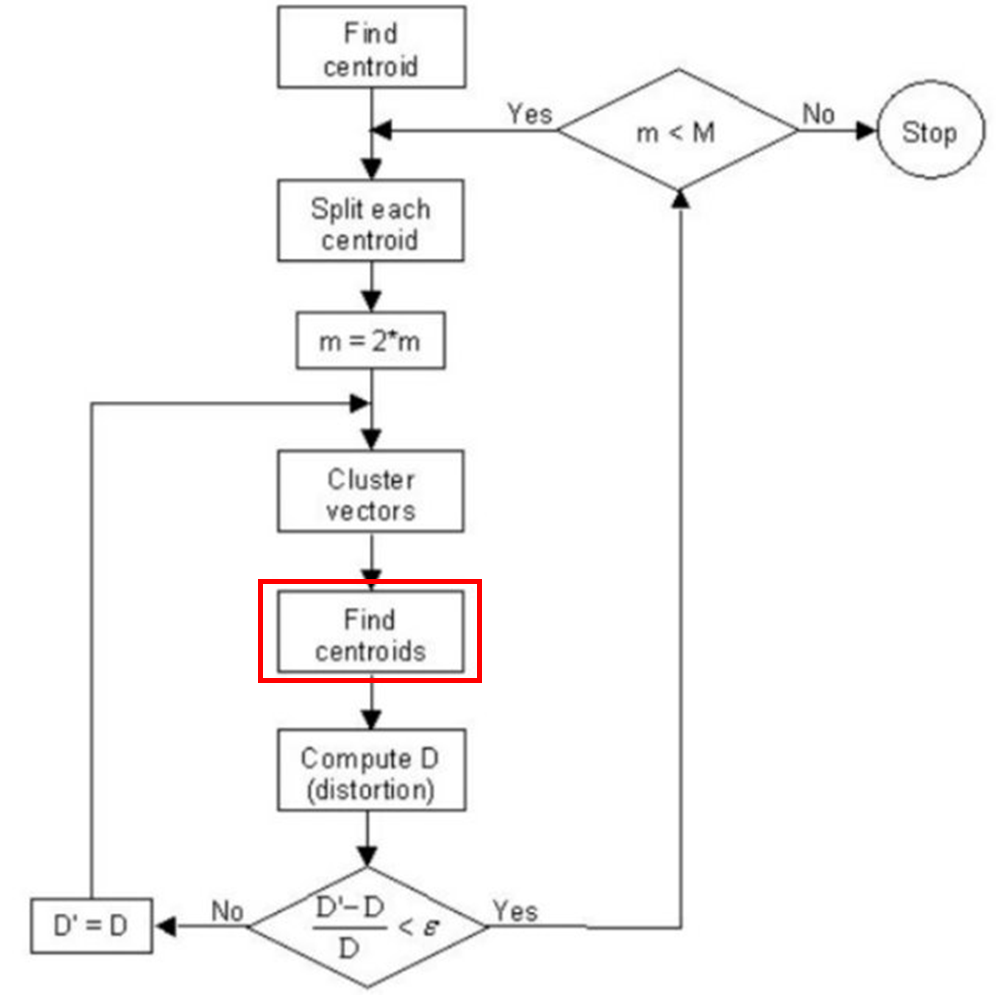 Find
centroid
Yes
m < M
No
Stop
Split each
centroid
m = 2*m
Cluster
vectors
Find
centroids
Compute D
(distortion)
D' = D
No
D'−D
D
< ε
Yes